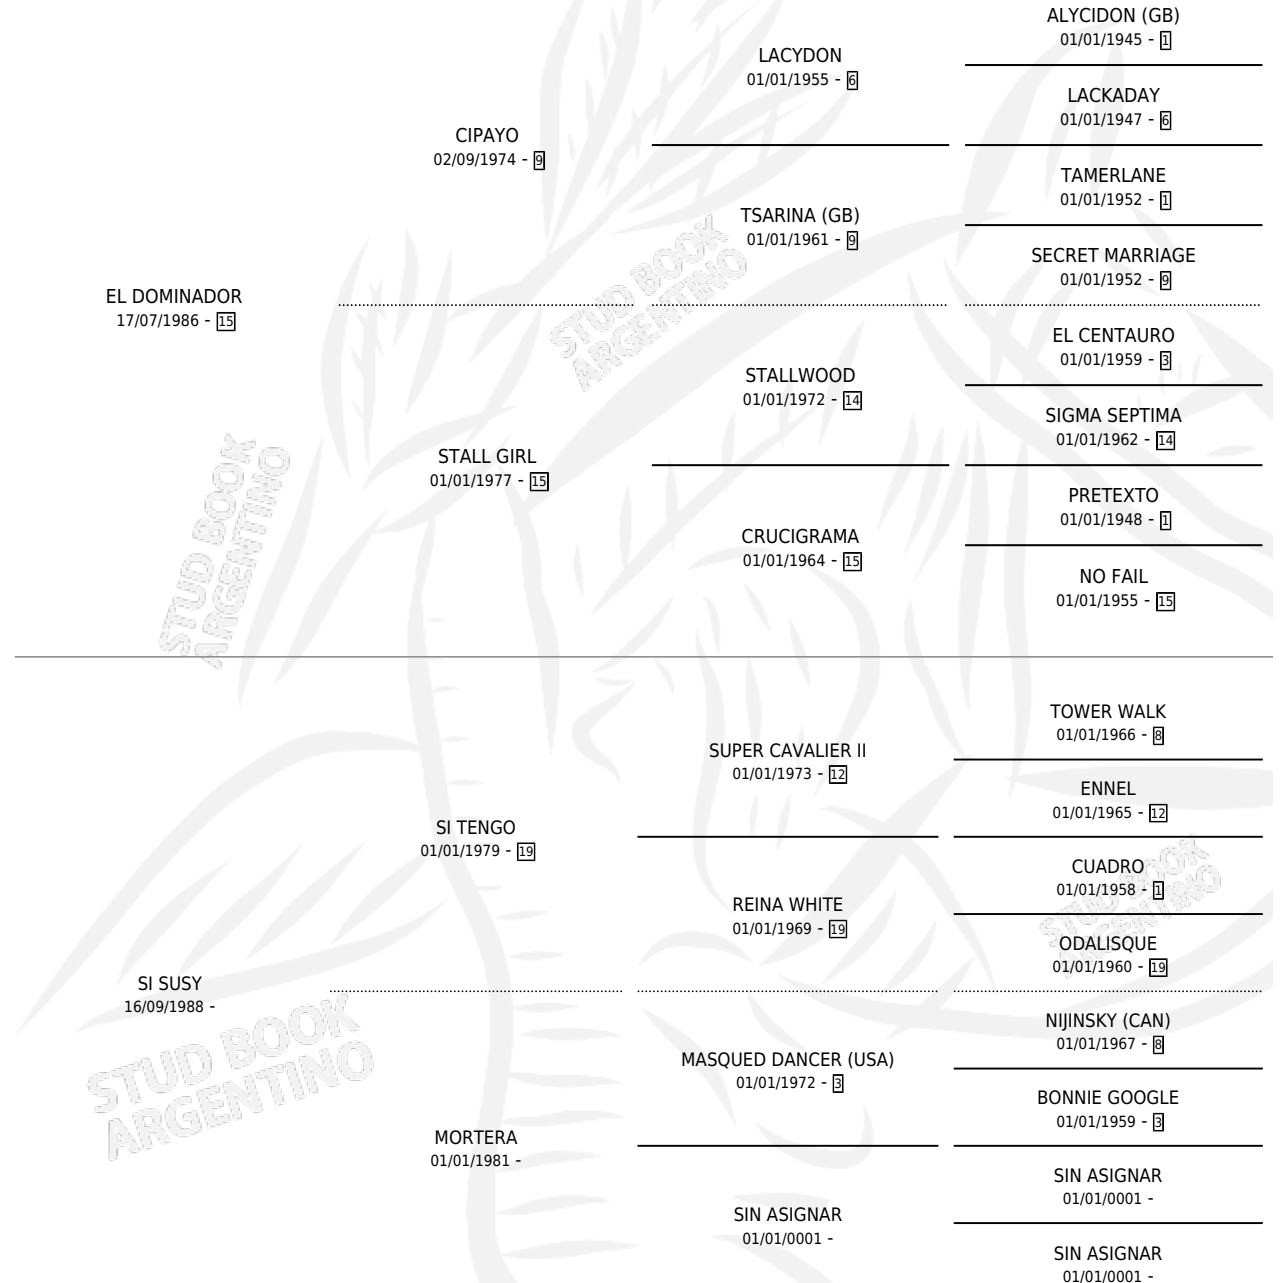 ALYCIDON (GB)
01/01/1945 - 1
LACYDON
01/01/1955 - 6
LACKADAY
01/01/1947 - 6
CIPAYO
02/09/1974 - 9
TAMERLANE
01/01/1952 - 1
TSARINA (GB)
01/01/1961 - 9
SECRET MARRIAGE
01/01/1952 - 9
EL DOMINADOR
17/07/1986 - 15
EL CENTAURO
01/01/1959 - 3
STALLWOOD
01/01/1972 - 14
SIGMA SEPTIMA
01/01/1962 - 14
STALL GIRL
01/01/1977 - 15
PRETEXTO
01/01/1948 - 1
CRUCIGRAMA
01/01/1964 - 15
NO FAIL
01/01/1955 - 15
TOWER WALK
01/01/1966 - 8
SUPER CAVALIER II
01/01/1973 - 12
ENNEL
01/01/1965 - 12
SI TENGO
01/01/1979 - 19
CUADRO
01/01/1958 - 1
REINA WHITE
01/01/1969 - 19
ODALISQUE
01/01/1960 - 19
SI SUSY
16/09/1988 -
NIJINSKY (CAN)
01/01/1967 - 8
MASQUED DANCER (USA)
01/01/1972 - 3
BONNIE GOOGLE
01/01/1959 - 3
MORTERA
01/01/1981 -
SIN ASIGNAR
01/01/0001 -
SIN ASIGNAR
01/01/0001 -
SIN ASIGNAR
01/01/0001 -
STUD BOOK
ARGENTINO
STUD BOOK
ARGENTINO
STUD BOOK
ARGENTINO
STUD BOOK
ARGENTINO